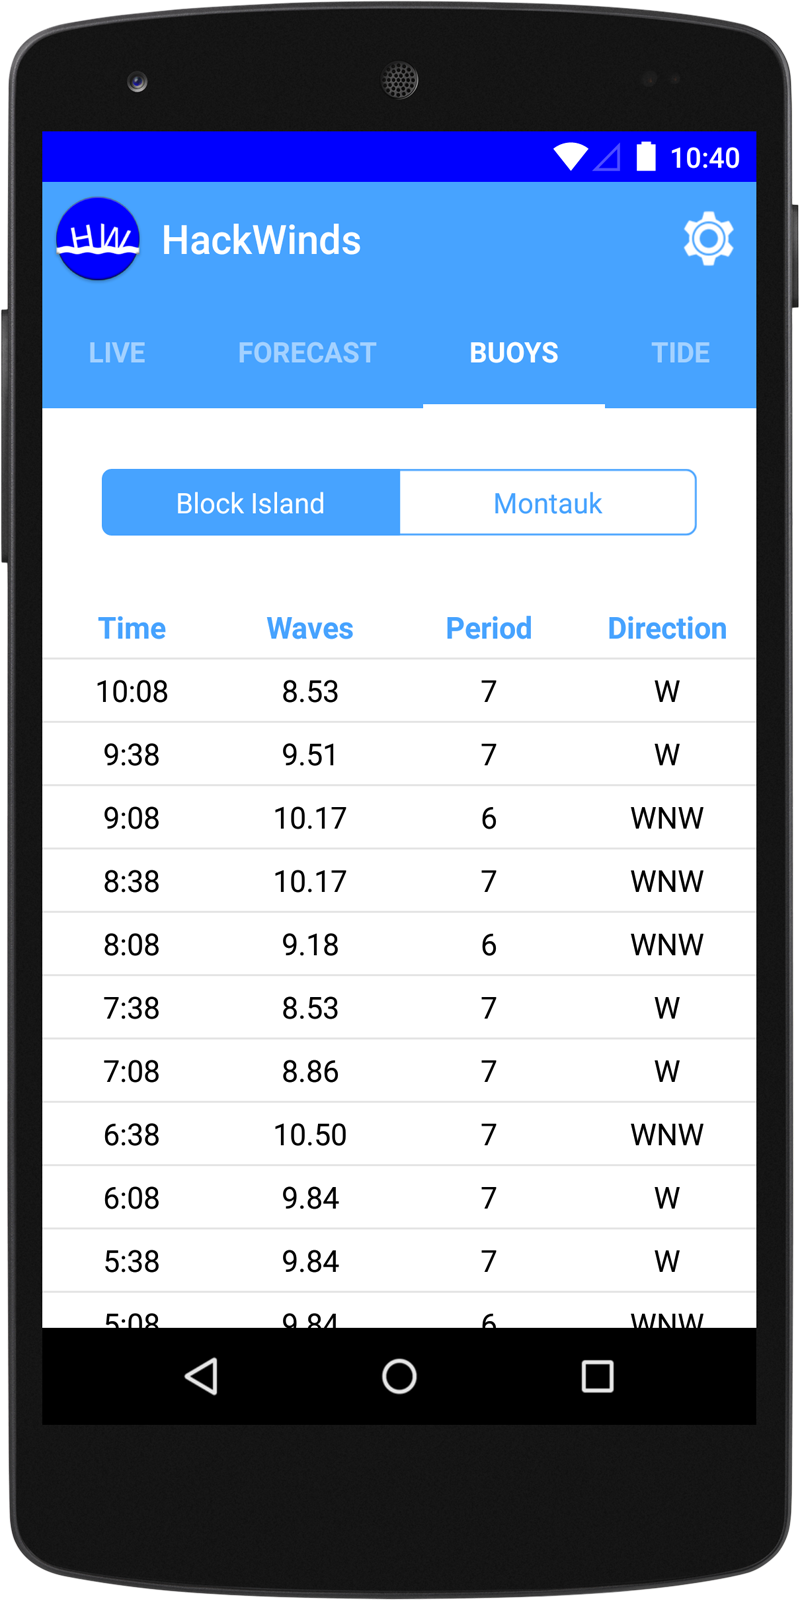 10:40
HW
HackWinds
LIVE FORECAST BUOYS TIDE
Block Island Montauk
Time Waves Period Direction
10:08 8.53 7 W
9:38 9.51 7 W
9:08 10.17 6 WNW
8:38 10.17 7 WNW
8:08 9.18 6 WNW
7:38 8.53 7 W
7:08 8.86 7 W
6:38 10.50 7 WNW
6:08 9.84 7 W
5:38 9.84 7 W
5:08 9.84 6 WNW